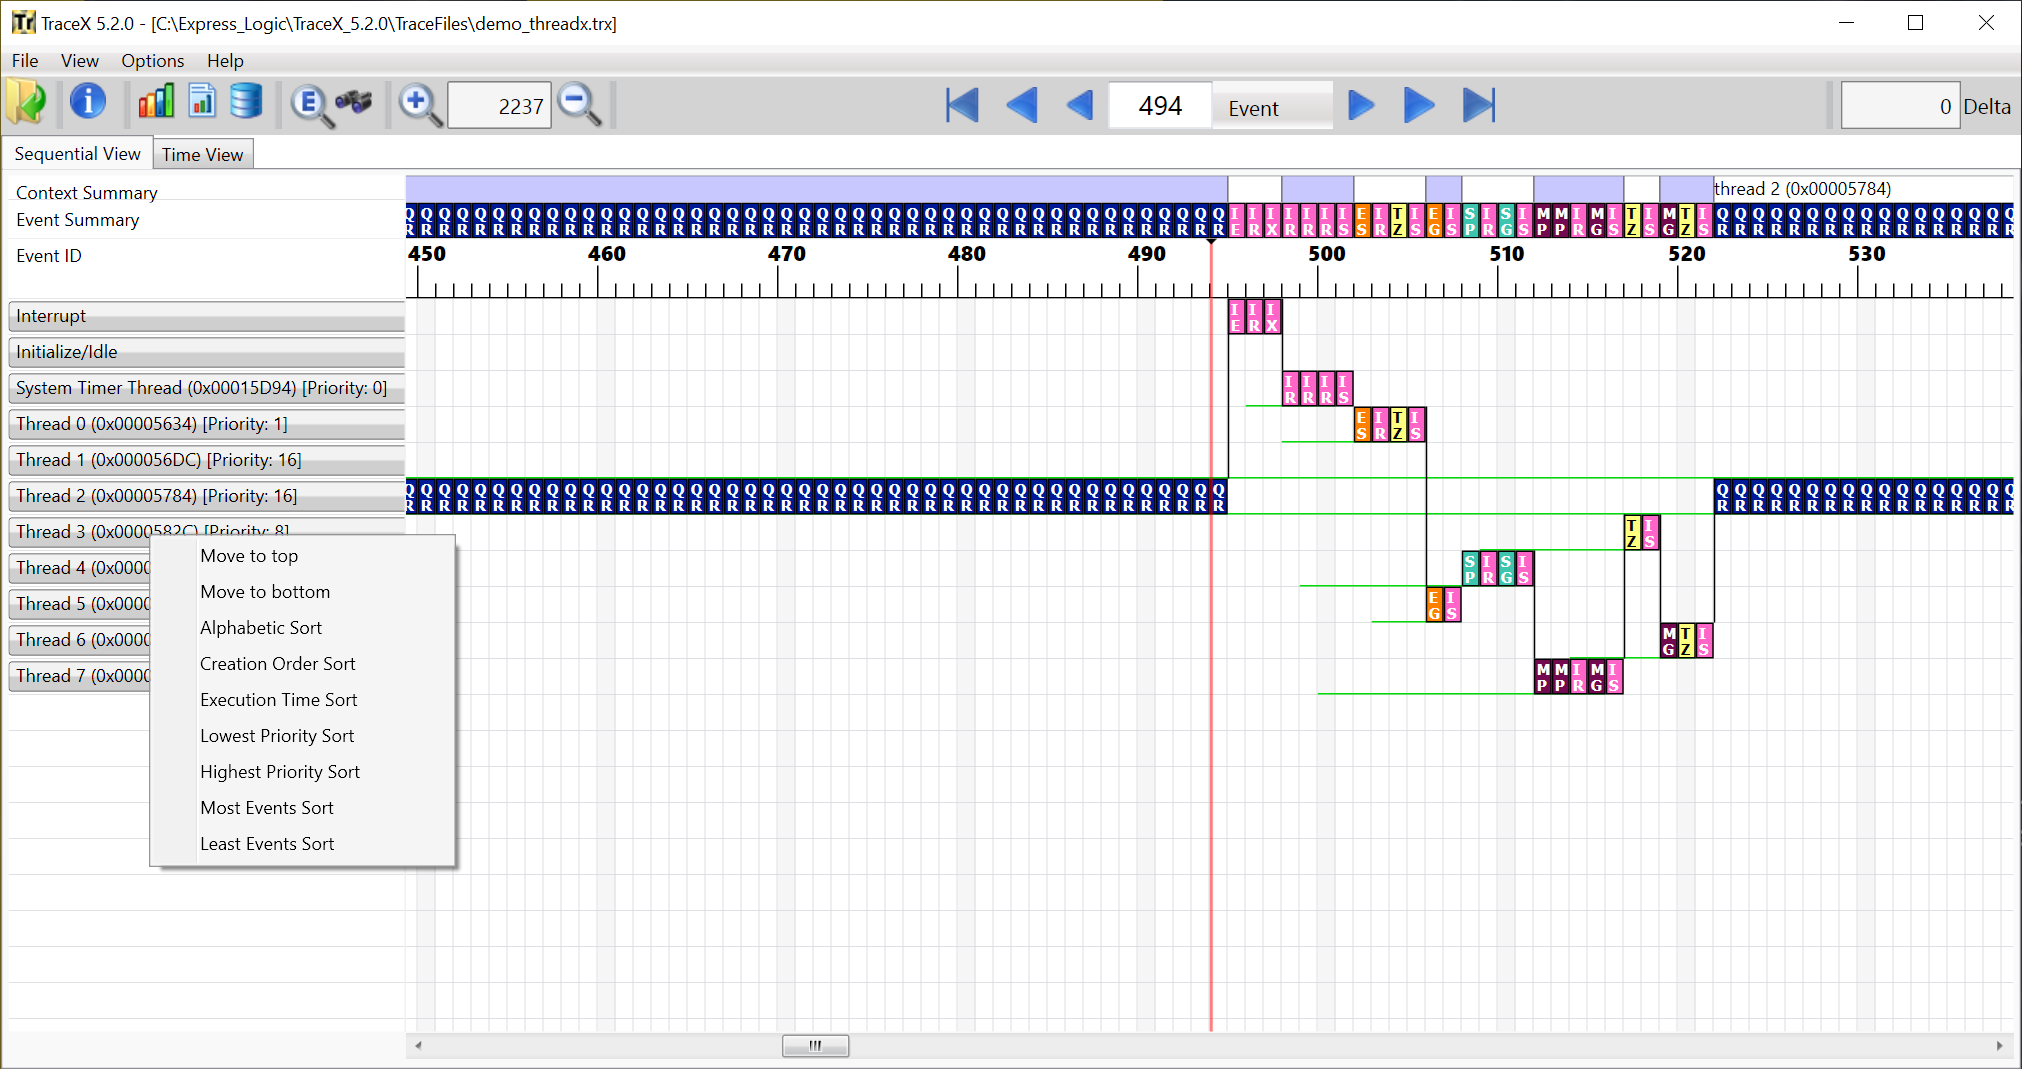 TraceX 5.2.0 - [C:\Express_Logic\TraceX_5.2.0\TraceFiles\demo_threadx.trx]
File View Options Help
2237 494 Event 0 Delta
Sequential View Time View
Context Summary thread 2 (0x00005784)
Event Summary
Event ID 450 460 470 480 490 500 510 520 530
Interrupt
Initialize/Idle
System Timer Thread (0x00015D94) [Priority: 0]
Thread 0 (0x00005634) [Priority: 1]
Thread 1 (0x000056DC) [Priority: 16]
Thread 2 (0x00005784) [Priority: 16]
Thread 3 (0x0000582C) [Priority: 8]
Thread 4 (0x0000
Thread 5 (0x0000
Thread 6 (0x0000
Thread 7 (0x0000
Move to top
Move to bottom
Alphabetic Sort
Creation Order Sort
Execution Time Sort
Lowest Priority Sort
Highest Priority Sort
Most Events Sort
Least Events Sort